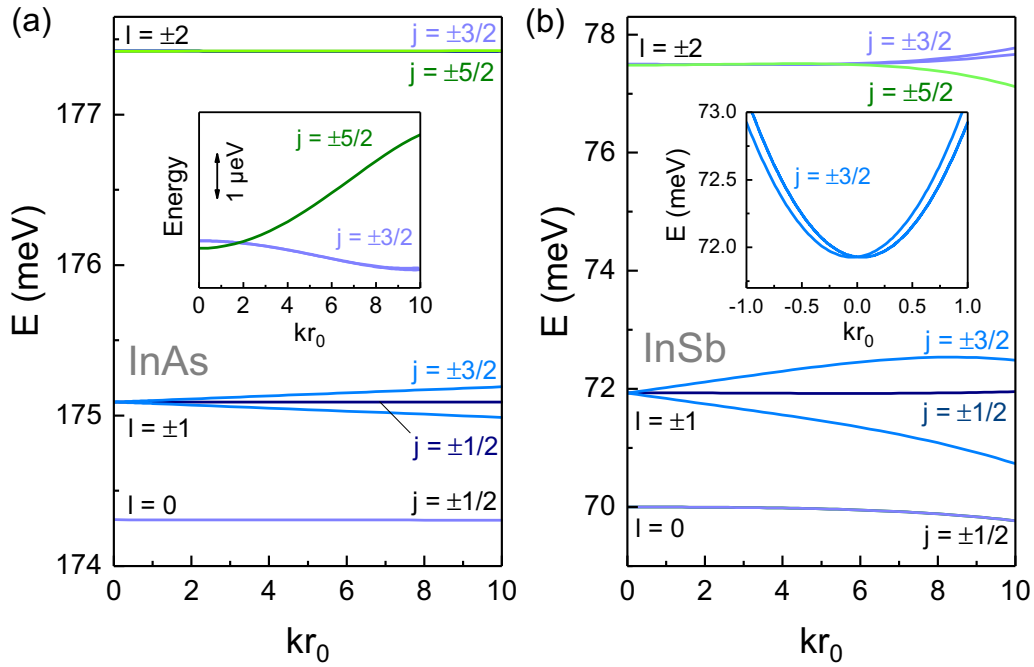 (a)
l = ±2
j = ±3/2
j = ±5/2
177
176
175
174
E (meV)
j = ±5/2
1 μeV
Energy
j = ±3/2
0 2 4 6 8 10
kr₀
InAs
j = ±3/2
l = ±1
j = ±1/2
l = 0
j = ±1/2
0 2 4 6 8 10
kr₀
(b)
l = ±2
j = ±3/2
j = ±5/2
78
76
74
72
70
E (meV)
73.0
72.5
72.0
E (meV)
j = ±3/2
-1.0 -0.5 0.0 0.5 1.0
kr₀
InSb
j = ±3/2
l = ±1
j = ±1/2
l = 0
j = ±1/2
0 2 4 6 8 10
kr₀